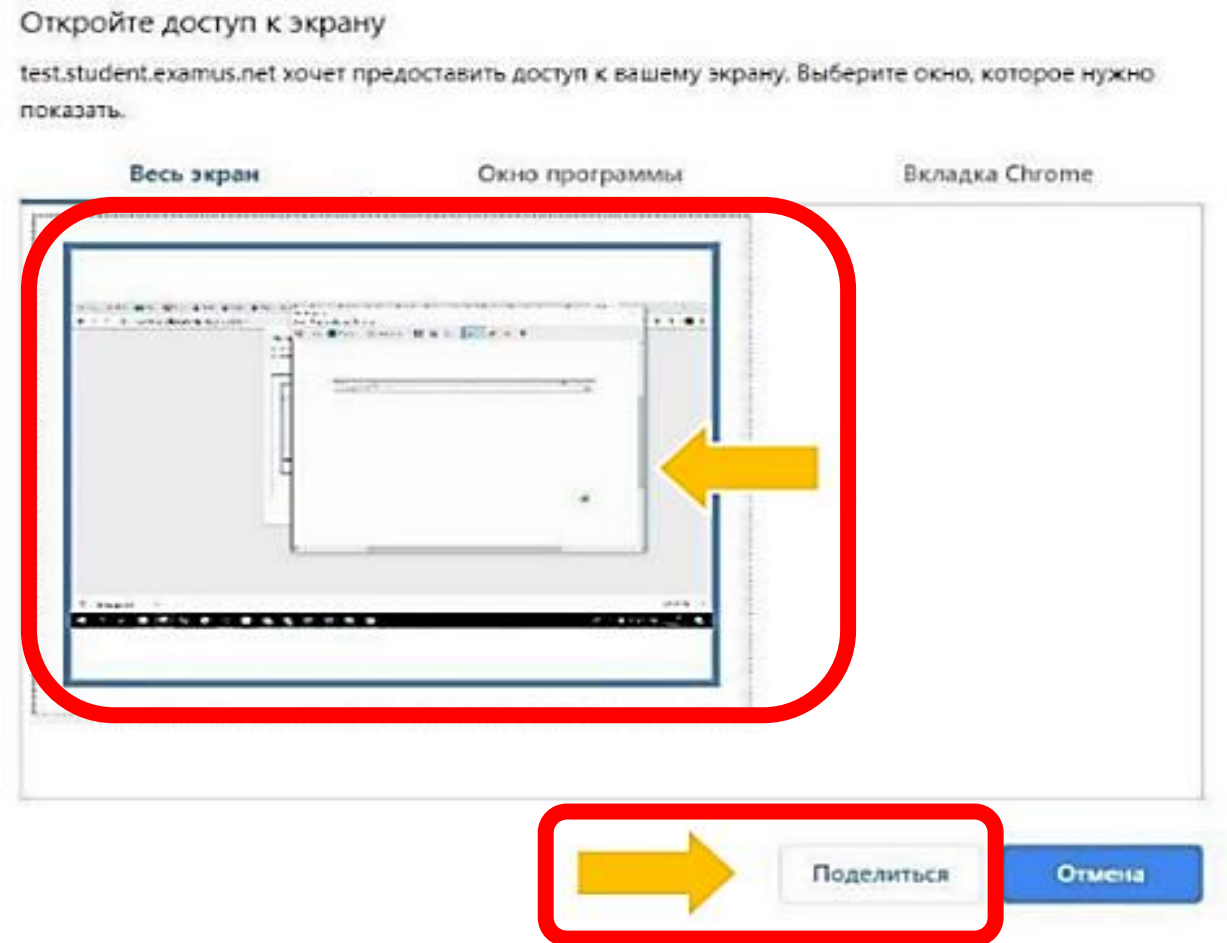 Откройте доступ к экрану
test.student.examus.net хочет предоставить доступ к вашему экрану. Выберите окно, которое нужно
показать.
Весь экран Окно программы Вкладка Chrome
Поделиться Отмена